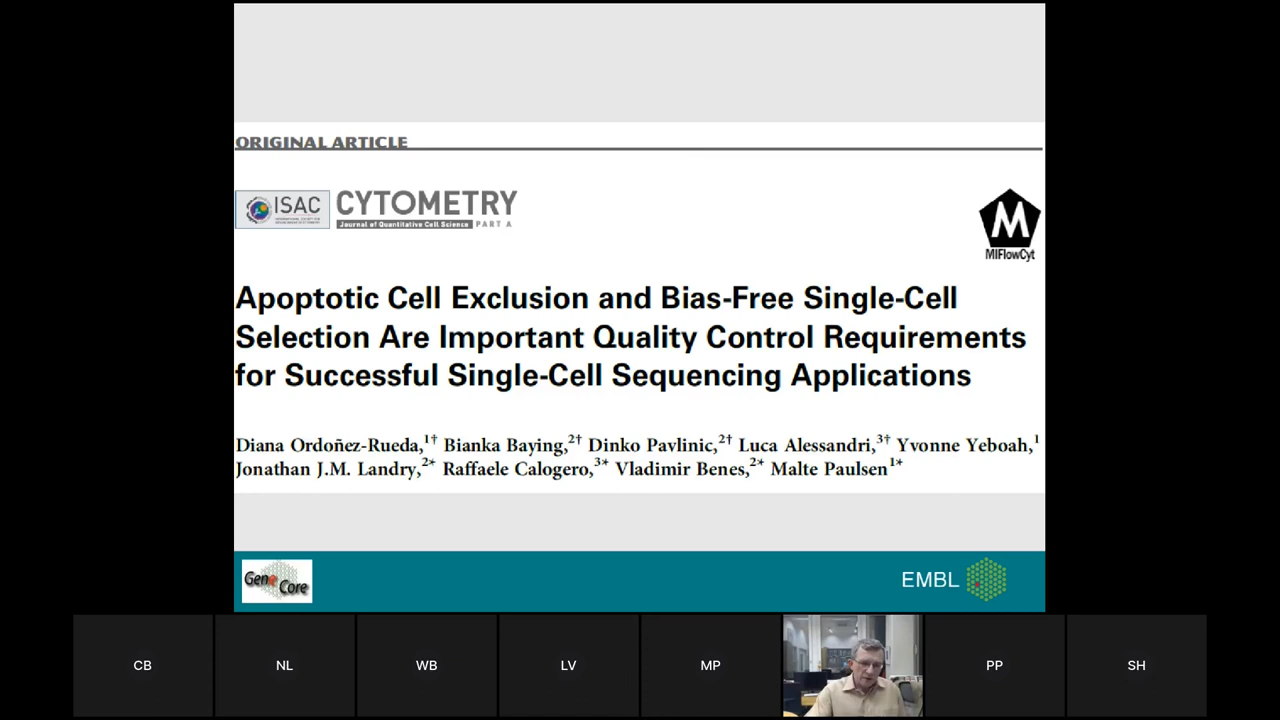 ORIGINAL ARTICLE
ISAC
CYTOMETRY
Journal of Quantitative Cell Science PART A
M
MIFlowCyt
Apoptotic Cell Exclusion and Bias-Free Single-Cell
Selection Are Important Quality Control Requirements
for Successful Single-Cell Sequencing Applications
Diana Ordoñez-Rueda,1† Bianka Baying,2† Dinko Pavlinic,2† Luca Alessandri,3† Yvonne Yeboah,1
Jonathan J.M. Landry,2* Raffaele Calogero,3* Vladimir Benes,2* Malte Paulsen1*
Gene Core
EMBL
CB
NL
WB
LV
MP
PP
SH